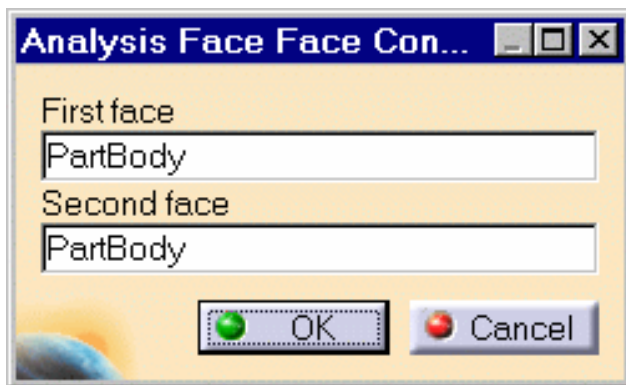 Analysis Face Face Con...
First face
PartBody
Second face
PartBody
OK Cancel